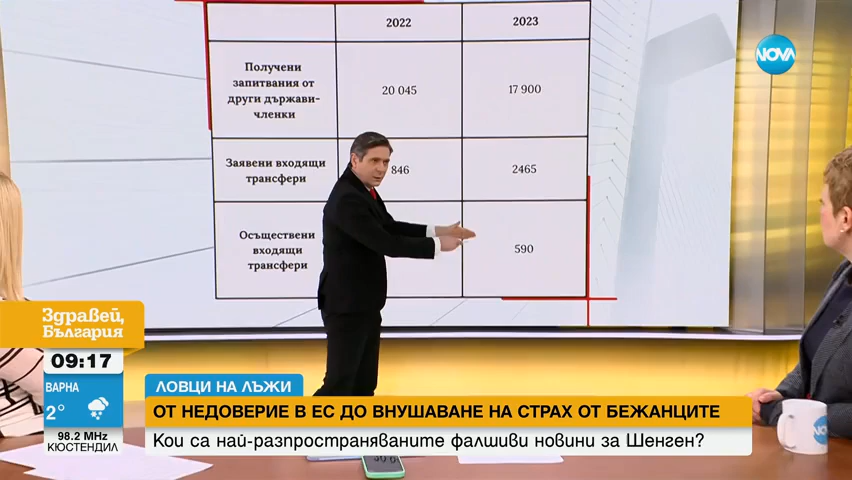 2022
2023
Получени
запитвания от
други държави-
членки
20 045
17 900
Заявени входящи
трансфери
846
2465
Осъществени
входящи
трансфери
590
NOVA
Здравей,
България
09:17
ВАРНА
2°
98.2 MHz
КЮСТЕНДИЛ
ЛОВЦИ НА ЛЪЖИ
ОТ НЕДОВЕРИЕ В ЕС ДО ВНУШАВАНЕ НА СТРАХ ОТ БЕЖАНЦИТЕ
Кои са най-разпространяваните фалшиви новини за Шенген?
NOVA